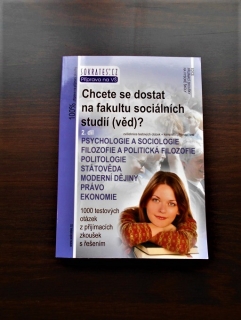 SOKRATES.CZ
Příprava na VŠ
Chcete se dostat
na fakultu sociálních
studií (věd)?
2. díl
PSYCHOLOGIE A SOCIOLOGIE
FILOZOFIE A POLITICKÁ FILOZOFIE
POLITOLOGIE
STÁTOVĚDA
MODERNÍ DĚJINY
PRÁVO
EKONOMIE
1000 testových
otázek
z přijímacích
zkoušek
s řešením